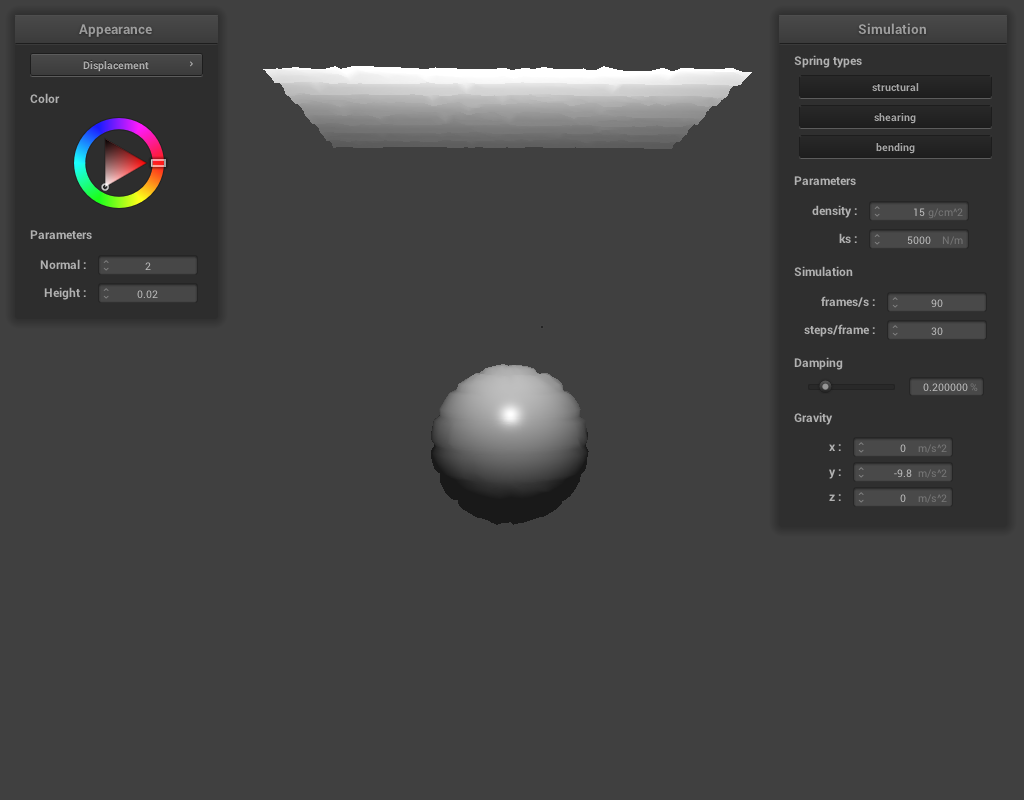 Appearance
Displacement
Color
Parameters
Normal : 2
Height : 0.02
Simulation
Spring types
structural
shearing
bending
Parameters
density : 15 g/cm^2
ks : 5000 N/m
Simulation
frames/s : 90
steps/frame : 30
Damping
0.200000 %
Gravity
x : 0 m/s^2
y : -9.8 m/s^2
z : 0 m/s^2